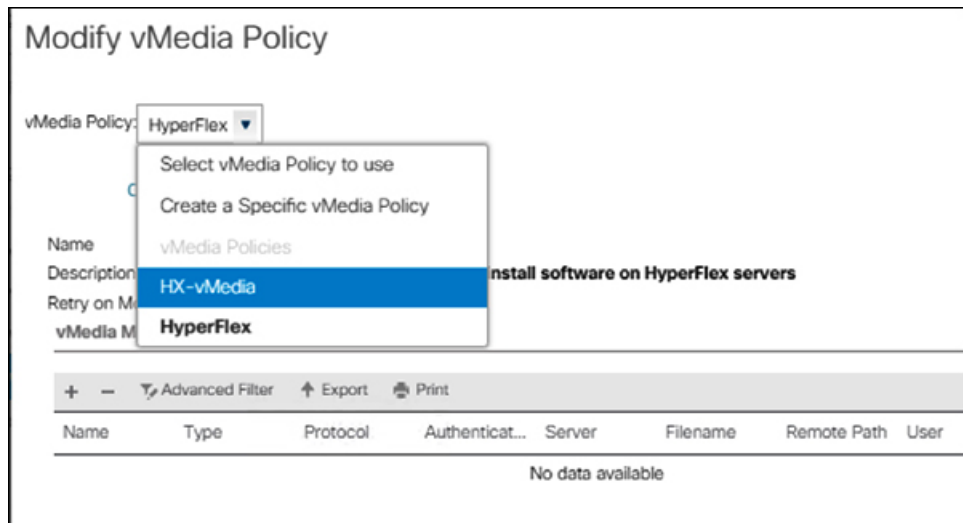 Modify vMedia Policy
vMedia Policy: HyperFlex
Select vMedia Policy to use
Create a Specific vMedia Policy
Name
vMedia Policies
Description
HX-vMedia
nstall software on HyperFlex servers
Retry on M
HyperFlex
vMedia M
+ − Advanced Filter Export Print
Name Type Protocol Authenticat... Server Filename Remote Path User
No data available